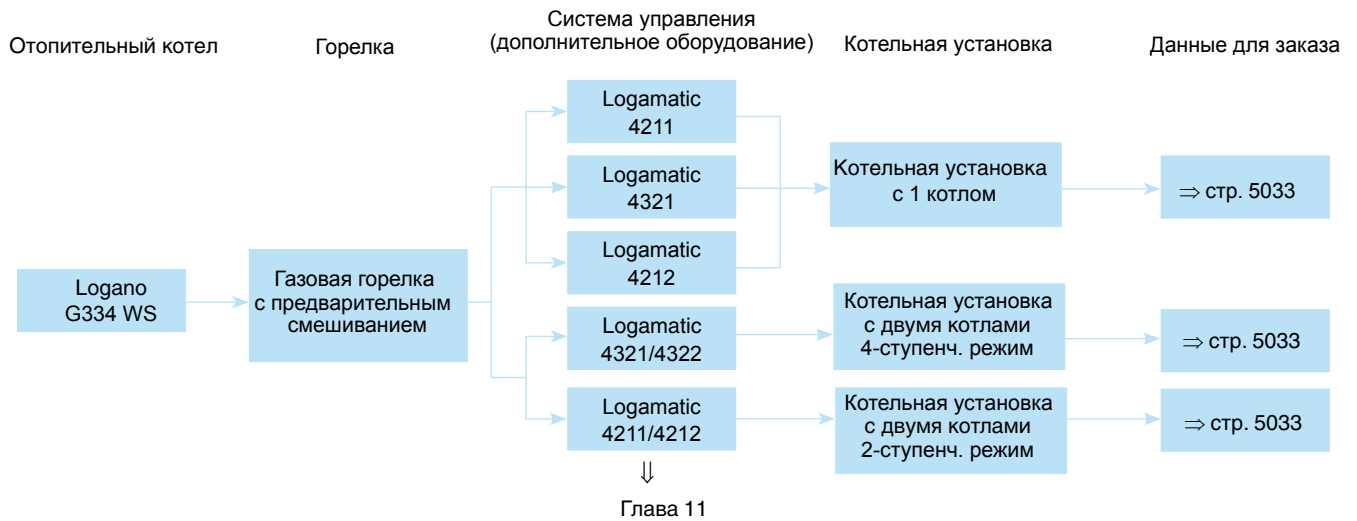 Отопительный котел
Горелка
Система управления
(дополнительное оборудование)
Котельная установка
Данные для заказа
Logamatic
4211
Logamatic
4321
Logamatic
4212
Котельная установка
с 1 котлом
⇒ стр. 5033
Logano
G334 WS
Газовая горелка
с предварительным
смешиванием
Logamatic
4321/4322
Котельная установка
с двумя котлами
4-ступенч. режим
⇒ стр. 5033
Logamatic
4211/4212
Котельная установка
с двумя котлами
2-ступенч. режим
⇒ стр. 5033
⇓
Глава 11